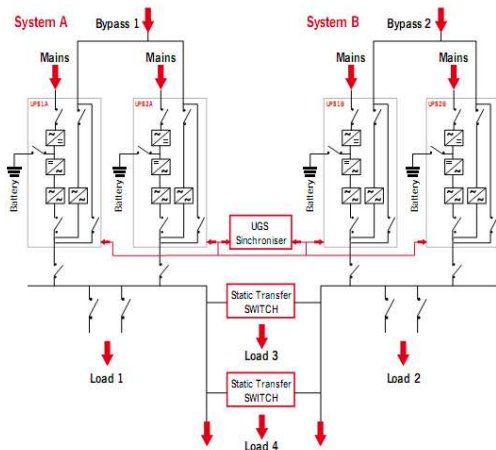 System A
Bypass 1
System B
Bypass 2
Mains
Mains
Mains
Mains
UPS1A
UPS2A
UPS1B
UPS2B
Battery
Battery
Battery
Battery
UGS
Sinchroniser
Static Transfer
SWITCH
Load 3
Load 1
Load 2
Static Transfer
SWITCH
Load 4